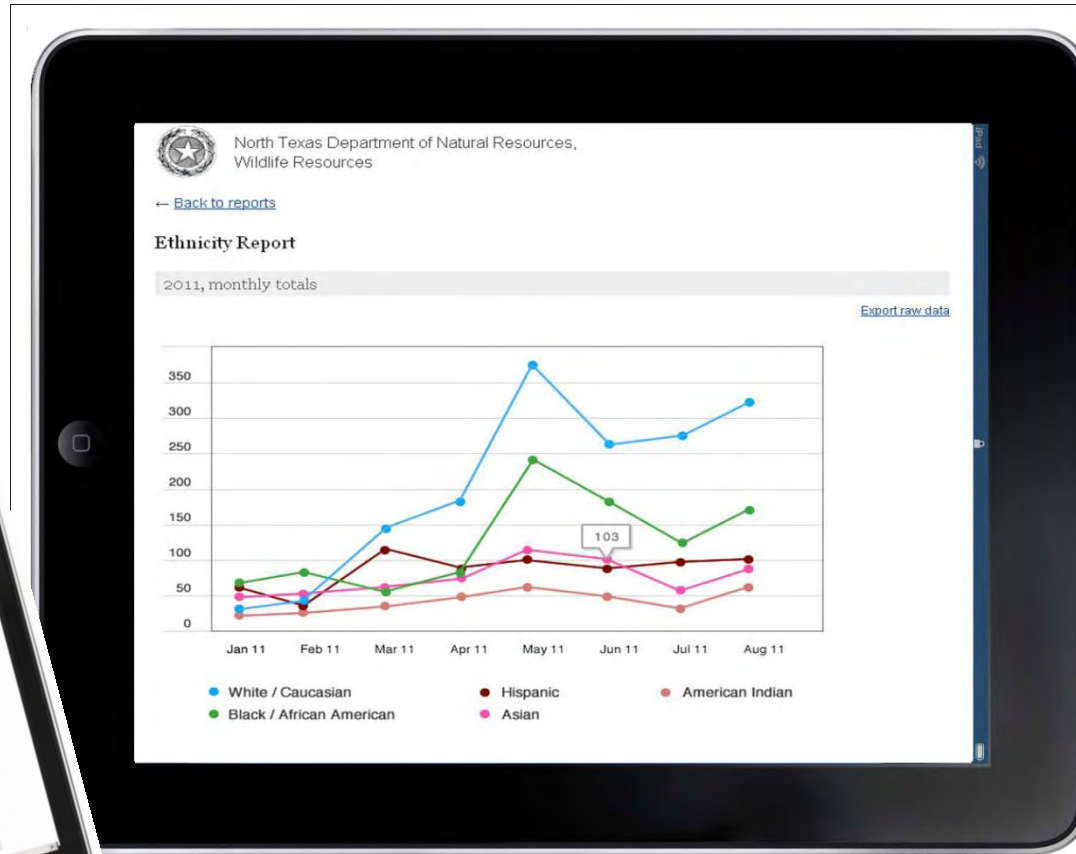 North Texas Department of Natural Resources,
Wildlife Resources
← Back to reports
Ethnicity Report
2011, monthly totals
Export raw data
350
300
250
200
150
100
50
0
103
Jan 11 Feb 11 Mar 11 Apr 11 May 11 Jun 11 Jul 11 Aug 11
White / Caucasian Hispanic American Indian
Black / African American Asian
iPad